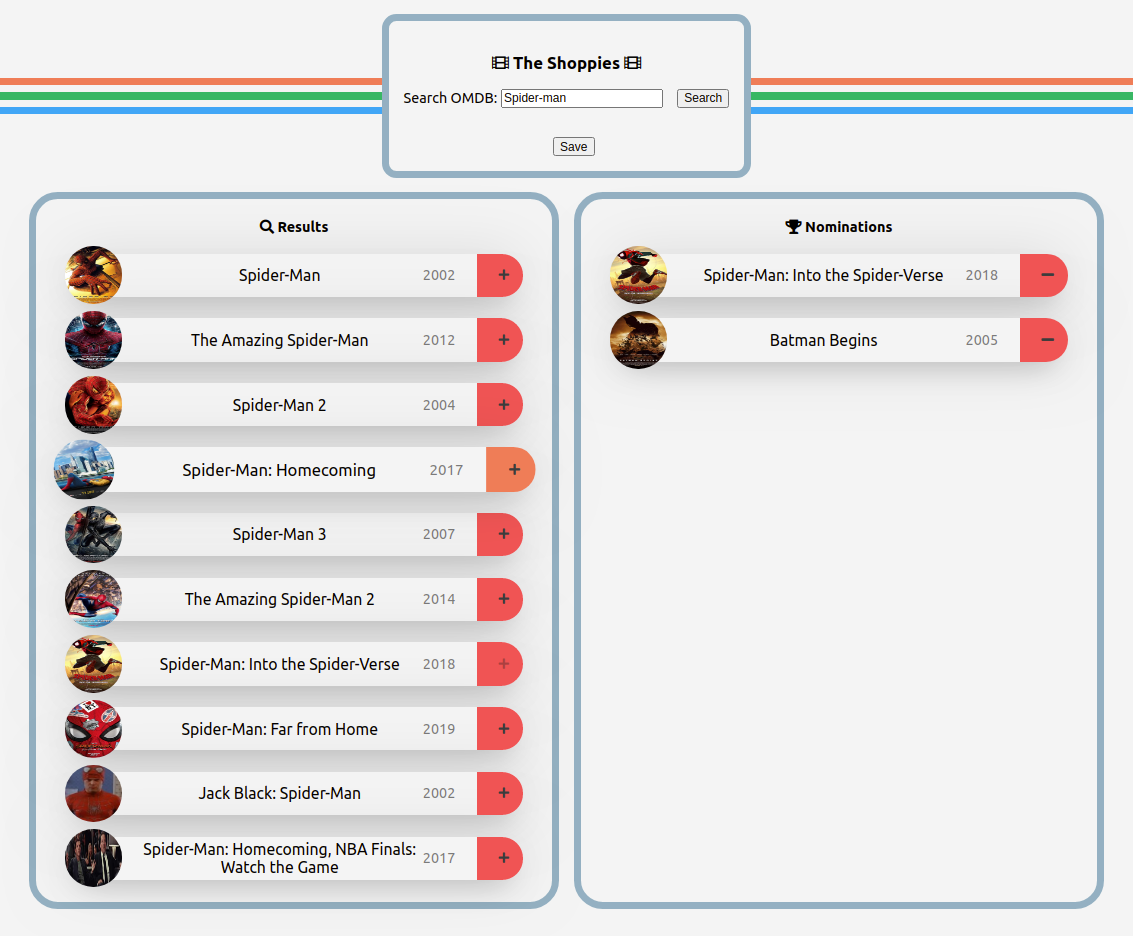 The Shoppies
Search OMDB: Spider-man Search
Save
Results
Spider-Man 2002 +
The Amazing Spider-Man 2012 +
Spider-Man 2 2004 +
Spider-Man: Homecoming 2017 +
Spider-Man 3 2007 +
The Amazing Spider-Man 2 2014 +
Spider-Man: Into the Spider-Verse 2018 +
Spider-Man: Far from Home 2019 +
Jack Black: Spider-Man 2002 +
Spider-Man: Homecoming, NBA Finals:
Watch the Game 2017 +
Nominations
Spider-Man: Into the Spider-Verse 2018 −
Batman Begins 2005 −